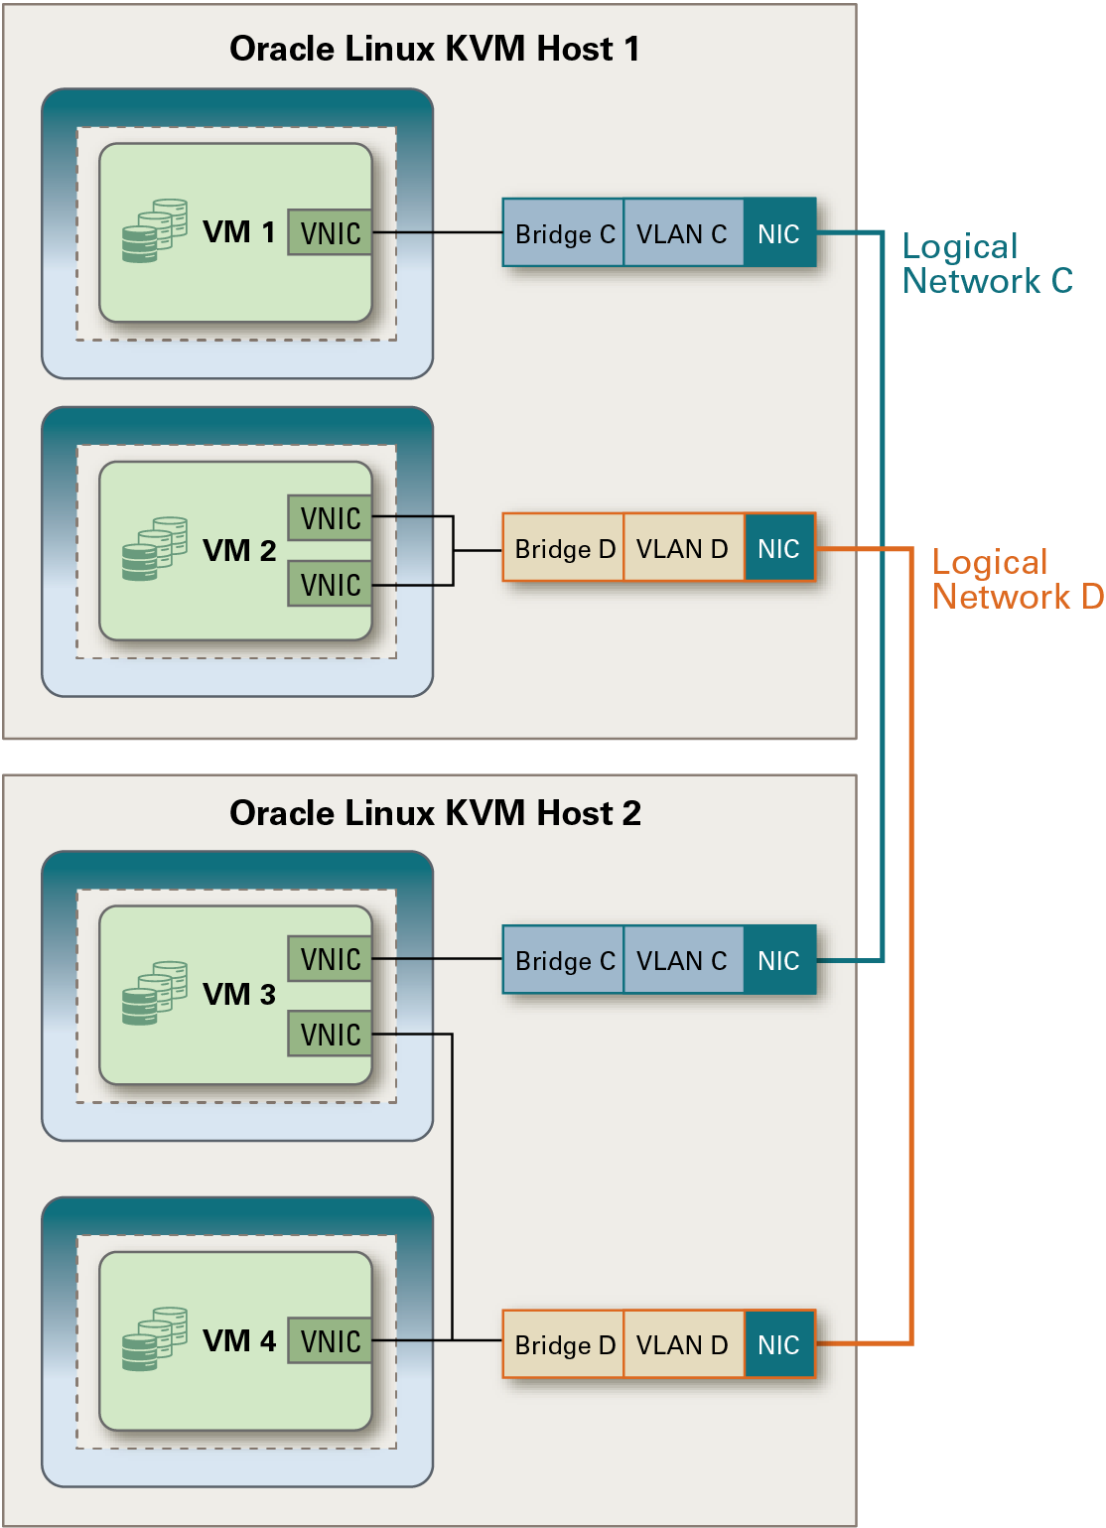 Oracle Linux KVM Host 1
VM 1
VNIC
Bridge C
VLAN C
NIC
Logical
Network C
VM 2
VNIC
VNIC
Bridge D
VLAN D
NIC
Logical
Network D
Oracle Linux KVM Host 2
VM 3
VNIC
VNIC
Bridge C
VLAN C
NIC
VM 4
VNIC
Bridge D
VLAN D
NIC